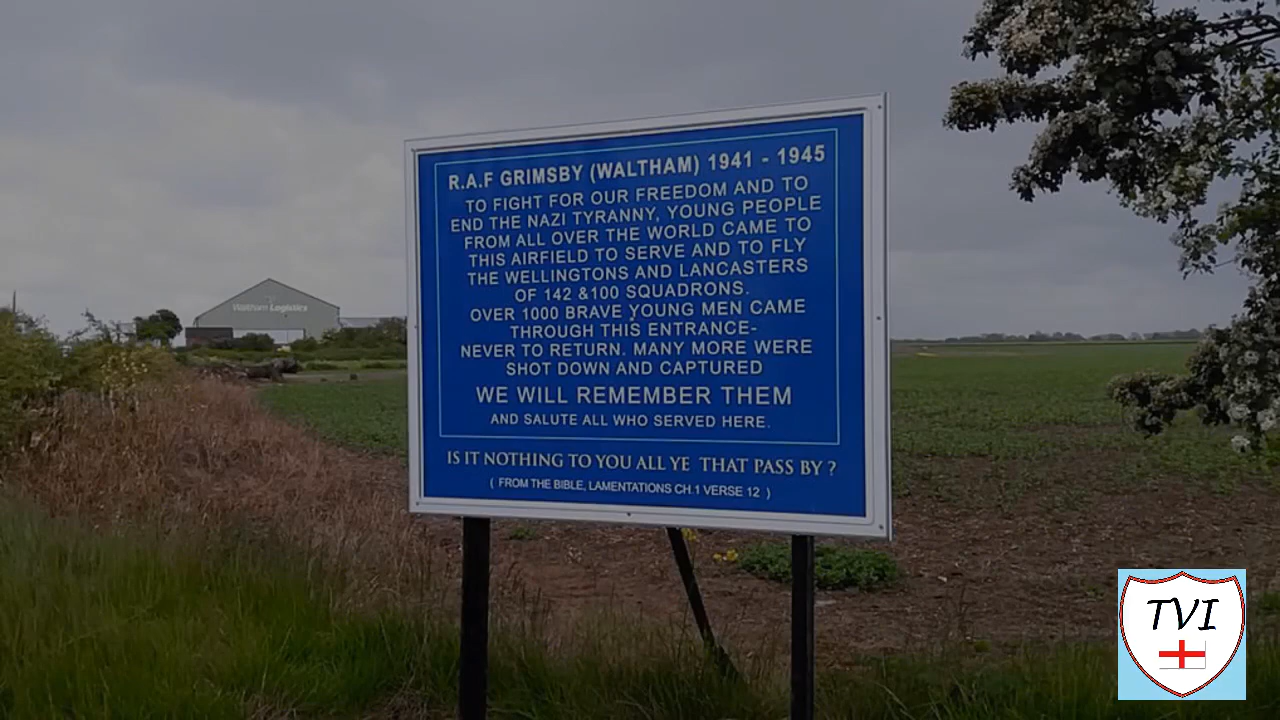 R.A.F GRIMSBY (WALTHAM) 1941 - 1945
TO FIGHT FOR OUR FREEDOM AND TO
END THE NAZI TYRANNY, YOUNG PEOPLE
FROM ALL OVER THE WORLD CAME TO
THIS AIRFIELD TO SERVE AND TO FLY
THE WELLINGTONS AND LANCASTERS
OF 142 &100 SQUADRONS.
OVER 1000 BRAVE YOUNG MEN CAME
THROUGH THIS ENTRANCE-
NEVER TO RETURN. MANY MORE WERE
SHOT DOWN AND CAPTURED
WE WILL REMEMBER THEM
AND SALUTE ALL WHO SERVED HERE.
IS IT NOTHING TO YOU ALL YE THAT PASS BY ?
( FROM THE BIBLE, LAMENTATIONS CH.1 VERSE 12 )
Waltham Logistics
TVI